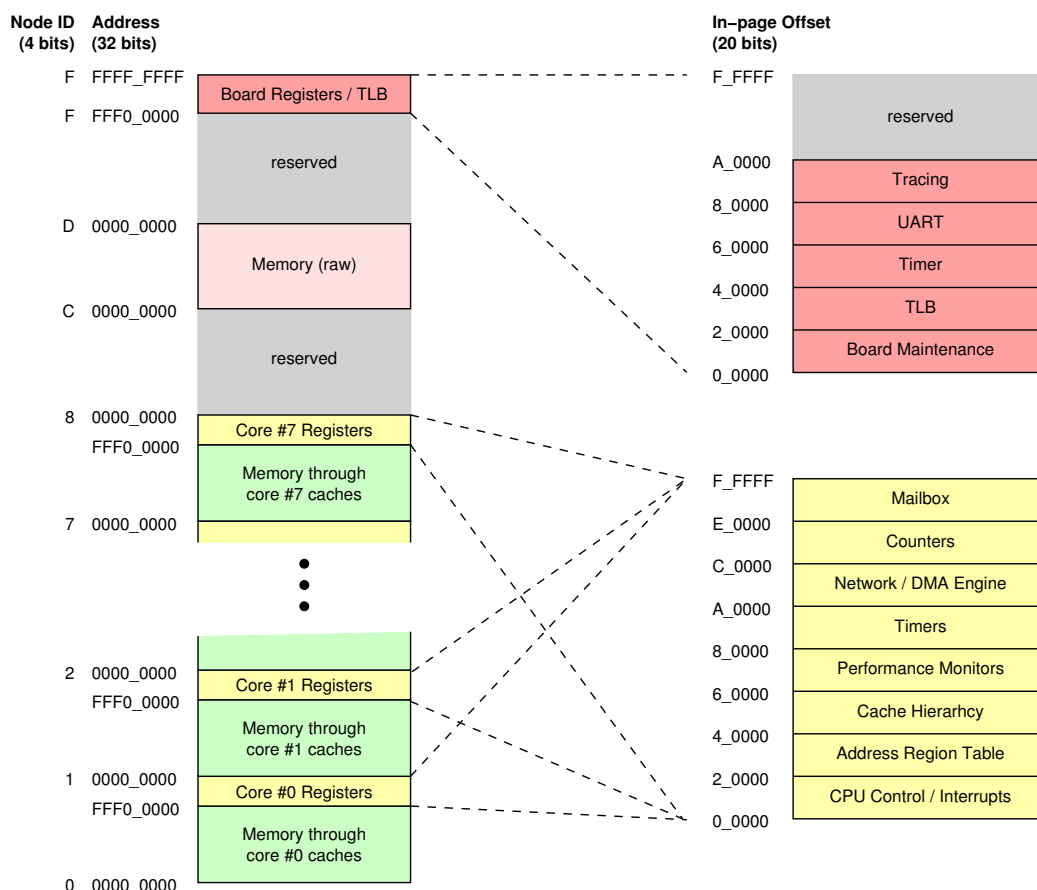 Node ID
(4 bits)
Address
(32 bits)
F FFFF_FFFF
Board Registers / TLB
F FFF0_0000
reserved
D 0000_0000
Memory (raw)
C 0000_0000
reserved
8 0000_0000
Core #7 Registers
FFF0_0000
Memory through
core #7 caches
7 0000_0000
2 0000_0000
Core #1 Registers
FFF0_0000
Memory through
core #1 caches
1 0000_0000
Core #0 Registers
FFF0_0000
Memory through
core #0 caches
0 0000_0000
In-page Offset
(20 bits)
F_FFFF
reserved
A_0000
Tracing
8_0000
UART
6_0000
Timer
4_0000
TLB
2_0000
Board Maintenance
0_0000
F_FFFF
Mailbox
E_0000
Counters
C_0000
Network / DMA Engine
A_0000
Timers
8_0000
Performance Monitors
6_0000
Cache Hierarhcy
4_0000
Address Region Table
2_0000
CPU Control / Interrupts
0_0000